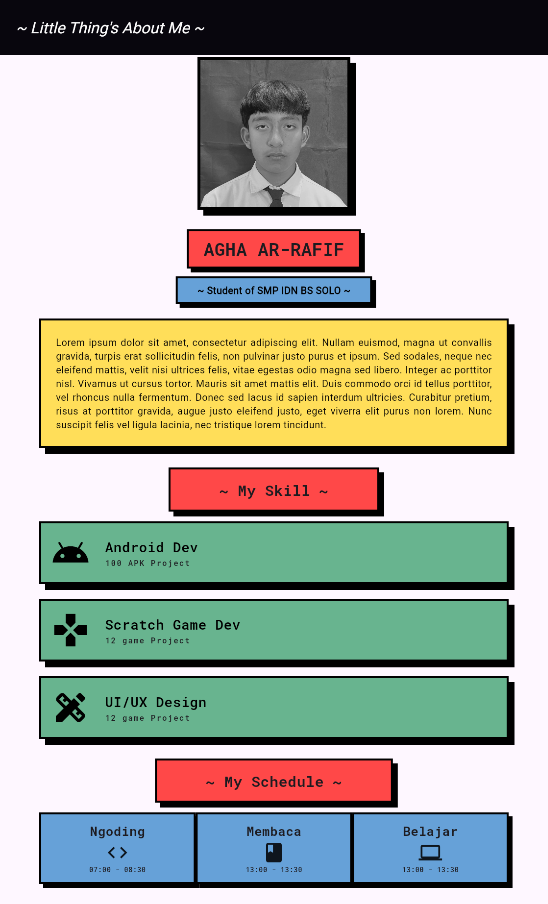 ~ Little Thing's About Me ~
AGHA AR-RAFIF
~ Student of SMP IDN BS SOLO ~
Lorem ipsum dolor sit amet, consectetur adipiscing elit. Nullam euismod, magna ut convallis
gravida, turpis erat sollicitudin felis, non pulvinar justo purus et ipsum. Sed sodales, neque nec
eleifend mattis, velit nisi ultrices felis, vitae egestas odio magna sed libero. Integer ac porttitor
nisl. Vivamus ut cursus tortor. Mauris sit amet mattis elit. Duis commodo orci id tellus porttitor,
vel rhoncus nulla fermentum. Donec sed lacus id sapien interdum ultricies. Curabitur pretium,
risus at porttitor gravida, augue justo eleifend justo, eget viverra elit purus non lorem. Nunc
suscipit felis vel ligula lacinia, nec tristique lorem tincidunt.
~ My Skill ~
Android Dev
100 APK Project
Scratch Game Dev
12 game Project
UI/UX Design
12 game Project
~ My Schedule ~
Ngoding
07:00 - 08:30
Membaca
13:00 - 13:30
Belajar
13:00 - 13:30